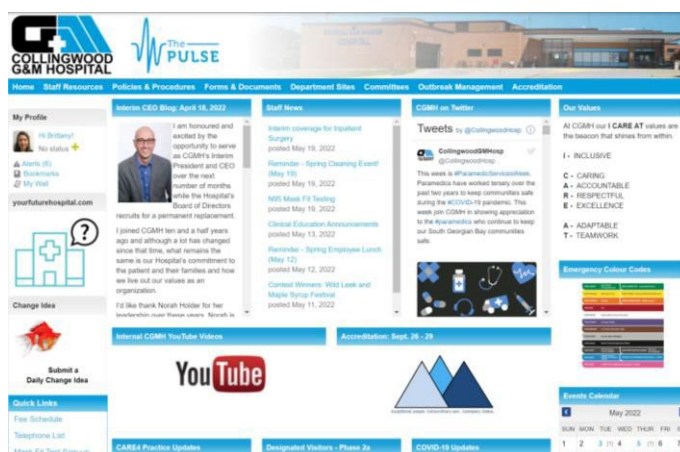 COLLINGWOOD
G&M HOSPITAL
The
PULSE
Home Staff Resources Policies & Procedures Forms & Documents Department Sites Committees Outbreak Management Accreditation
My Profile
Hi Brittany!
No status
Alerts (6)
Bookmarks
My Wall
yourfuturehospital.com
?
Change Idea
Submit a
Daily Change Idea
Quick Links
Fee Schedule
Telephone List
Mask Fit Test Sign-up
Interim CEO Blog: April 18, 2022
I am honoured and
excited by the
opportunity to serve
as CGMH's Interim
President and CEO
over the next
number of months
while the Hospital's
Board of Directors
recruits for a permanent replacement.
I joined CGMH ten and a half years
ago and although a lot has changed
since that time, what remains the
same is our Hospital's commitment to
the patient and their families and how
we live out our values as an
organization.
I'd like thank Norah Holder for her
leadership over these years. Norah is
Staff News
Interim coverage for Inpatient
Surgery
posted May 19, 2022
Reminder - Spring Cleaning Event!
(May 19)
posted May 19, 2022
N95 Mask Fit Testing
posted May 19, 2022
Clinical Education Announcements
posted May 13, 2022
Reminder - Spring Employee Lunch
(May 12)
posted May 12, 2022
Contest Winners: Wild Leek and
Maple Syrup Festival
posted May 11, 2022
CGMH on Twitter
Tweets by @CollingwoodHosp
CollingwoodGMHosp
@CollingwoodHosp
This week is #ParamedicServicesWeek.
Paramedics have worked tirelessly over the
past two years to keep communities safe
during the #COVID-19 pandemic. This
week join CGMH in showing appreciation
to the #paramedics who continue to keep
our South Georgian Bay communities
safe.
Internal CGMH YouTube Videos
YouTube
Accreditation: Sept. 26 - 29
CARE4 Practice Updates
Designated Visitors - Phase 2a
COVID-19 Updates
Our Values
At CGMH our I CARE AT values are
the beacon that shines from within.
I - INCLUSIVE
C - CARING
A - ACCOUNTABLE
R - RESPECTFUL
E - EXCELLENCE
A - ADAPTABLE
T - TEAMWORK
Emergency Colour Codes
Events Calendar
May 2022
SUN MON TUE WED THUR FRI
1 2 3 (1) 4 5 (1) 6 7